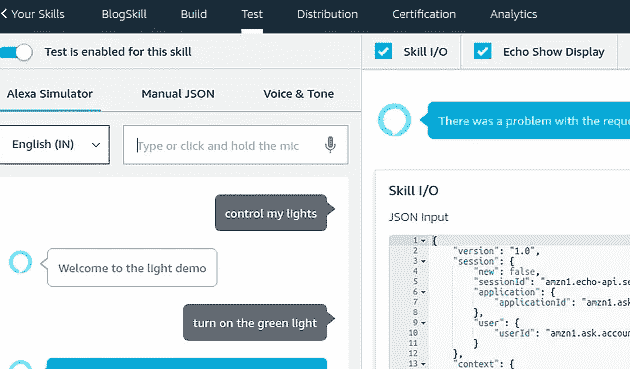 Your Skills BlogSkill Build Test Distribution Certification Analytics
Test is enabled for this skill
Skill I/O Echo Show Display
Alexa Simulator Manual JSON Voice & Tone
English (IN) Type or click and hold the mic
There was a problem with the reque
control my lights
Welcome to the light demo
turn on the green light
Skill I/O
JSON Input
1 {
2 "version": "1.0",
3 "session": {
4 "new": false,
5 "sessionId": "amzn1.echo-api.se
6 "application": {
7 "applicationId": "amzn1.ask
8 },
9 "user": {
10 "userId": "amzn1.ask.accour
11 }
12 },
13 "context": {